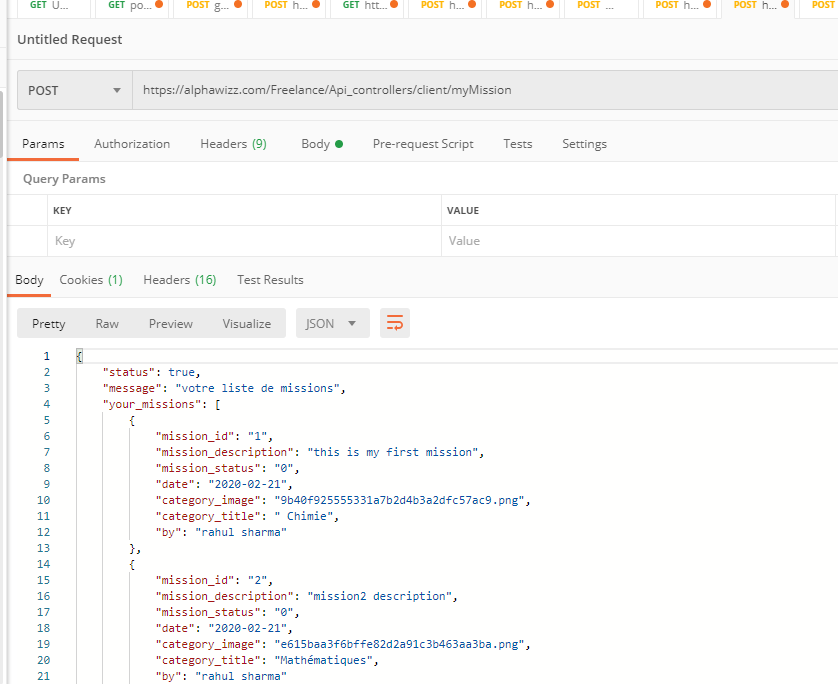 GET U... GET po... POST g... POST h... GET htt... POST h... POST h... POST ... POST h... POST h... POST
Untitled Request
POST https://alphawizz.com/Freelance/Api_controllers/client/myMission
Params Authorization Headers (9) Body Pre-request Script Tests Settings
Query Params
KEY VALUE
Key Value
Body Cookies (1) Headers (16) Test Results
Pretty Raw Preview Visualize JSON
1 {
2 "status": true,
3 "message": "votre liste de missions",
4 "your_missions": [
5 {
6 "mission_id": "1",
7 "mission_description": "this is my first mission",
8 "mission_status": "0",
9 "date": "2020-02-21",
10 "category_image": "9b40f925555331a7b2d4b3a2dfc57ac9.png",
11 "category_title": " Chimie",
12 "by": "rahul sharma"
13 },
14 {
15 "mission_id": "2",
16 "mission_description": "mission2 description",
17 "mission_status": "0",
18 "date": "2020-02-21",
19 "category_image": "e615baa3f6bffe82d2a91c3b463aa3ba.png",
20 "category_title": "Mathématiques",
21 "by": "rahul sharma"